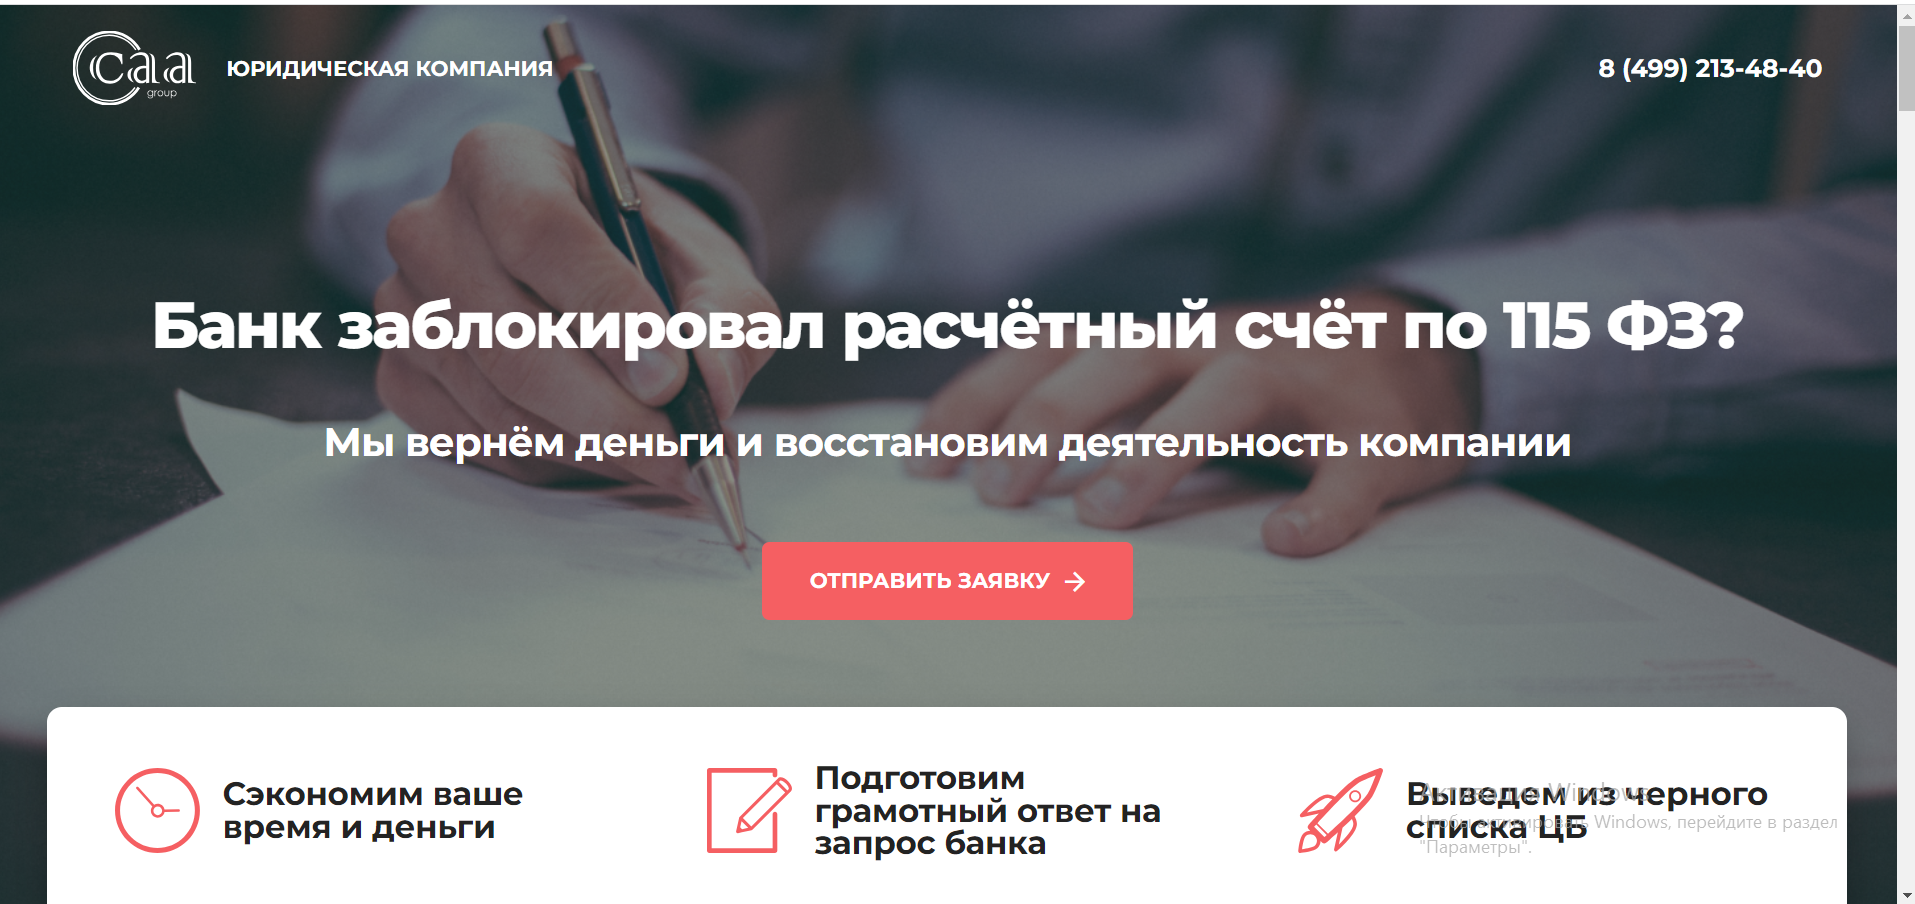 caa
group
ЮРИДИЧЕСКАЯ КОМПАНИЯ
8 (499) 213-48-40
Банк заблокировал расчётный счёт по 115 ФЗ?
Мы вернём деньги и восстановим деятельность компании
ОТПРАВИТЬ ЗАЯВКУ
Сэкономим ваше
время и деньги
Подготовим
грамотный ответ на
запрос банка
Выведем из черного
списка ЦБ
Активация Windows
Чтобы активировать Windows, перейдите в раздел
"Параметры".